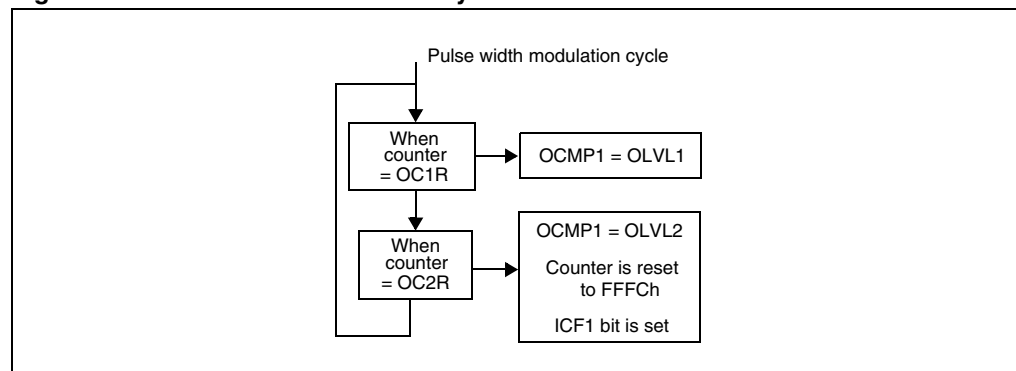 Pulse width modulation cycle
When
counter
= OC1R
OCMP1 = OLVL1
When
counter
= OC2R
OCMP1 = OLVL2
Counter is reset
to FFFCh
ICF1 bit is set